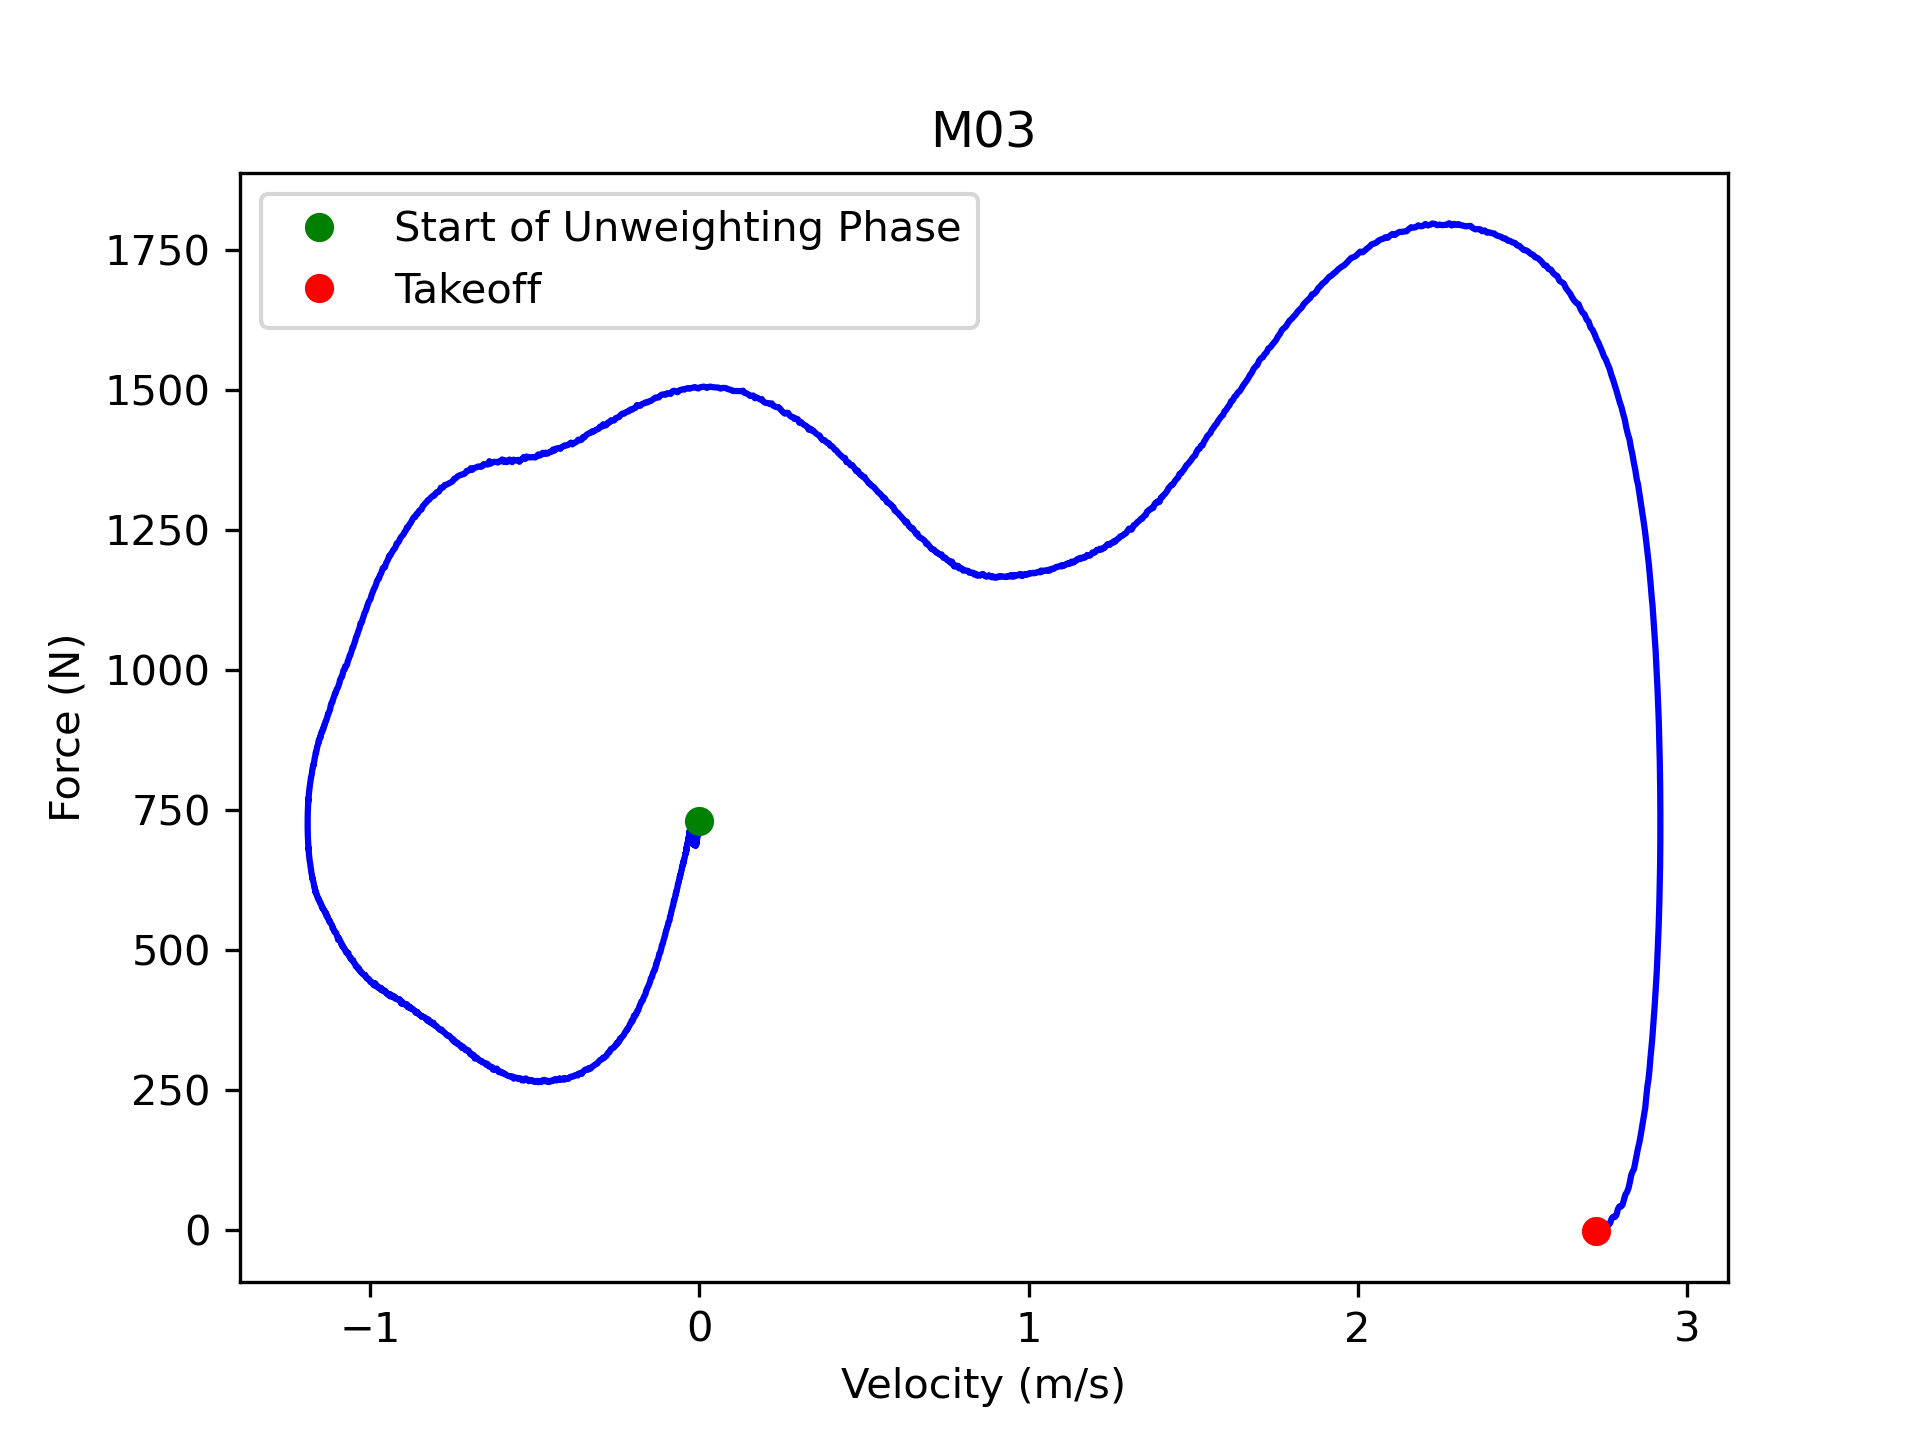 M03
Start of Unweighting Phase
Takeoff
1750
1500
1250
1000
750
500
250
0
Force (N)
−1 0 1 2 3
Velocity (m/s)